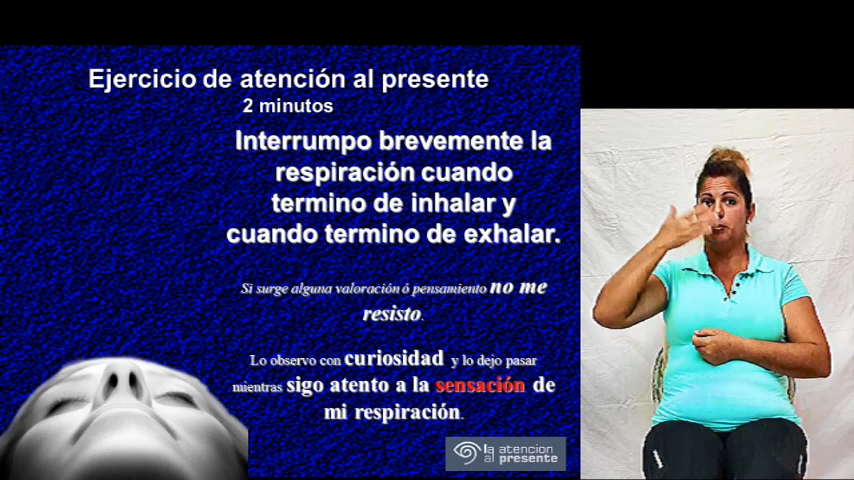 Ejercicio de atención al presente
2 minutos
Interrumpo brevemente la
respiración cuando
termino de inhalar y
cuando termino de exhalar.
Si surge alguna valoración ó pensamiento no me
resisto.
Lo observo con curiosidad y lo dejo pasar
mientras sigo atento a la sensación de
mi respiración.
la atencion
al presente